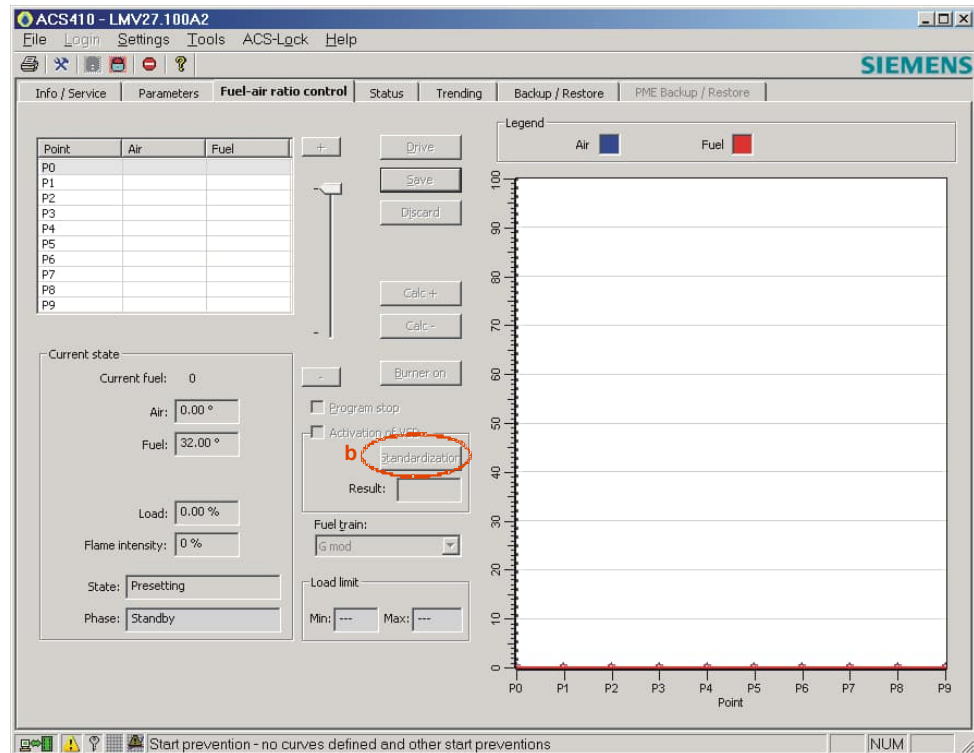 ACS410 - LMV27.100A2
File Login Settings Tools ACS-Lock Help
SIEMENS
Info / Service Parameters Fuel-air ratio control Status Trending Backup / Restore PME Backup / Restore
Point Air Fuel
P0
P1
P2
P3
P4
P5
P6
P7
P8
P9
+
-
-
-
Drive
Save
Discard
Calc +
Calc -
Burner on
Program stop
Activation of VSD
b
Standardization
Result:
Fuel train:
G mod
Load limit
Min: --- Max: ---
Current state
Current fuel: 0
Air: 0.00 °
Fuel: 32.00 °
Load: 0.00 %
Flame intensity: 0 %
State: Presetting
Phase: Standby
Legend
Air Fuel
100
90
80
70
60
50
40
30
20
10
0
P0 P1 P2 P3 P4 P5 P6 P7 P8 P9
Point
Start prevention - no curves defined and other start preventions
NUM